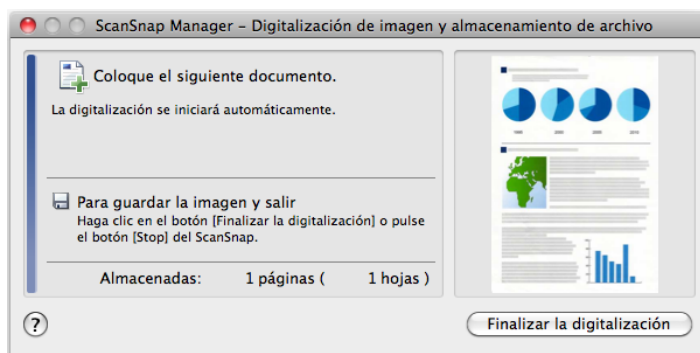 ScanSnap Manager – Digitalización de imagen y almacenamiento de archivo
Coloque el siguiente documento.
La digitalización se iniciará automáticamente.
Para guardar la imagen y salir
Haga clic en el botón [Finalizar la digitalización] o pulse
el botón [Stop] del ScanSnap.
Almacenadas: 1 páginas ( 1 hojas )
?
Finalizar la digitalización